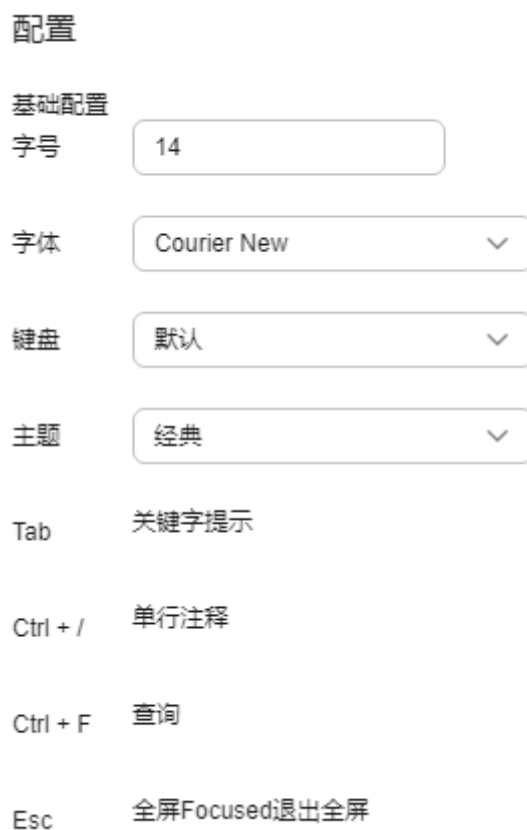 配置
基础配置
字号 14
字体 Courier New
键盘 默认
主题 经典
Tab 关键字提示
Ctrl + / 单行注释
Ctrl + F 查询
Esc 全屏Focused退出全屏